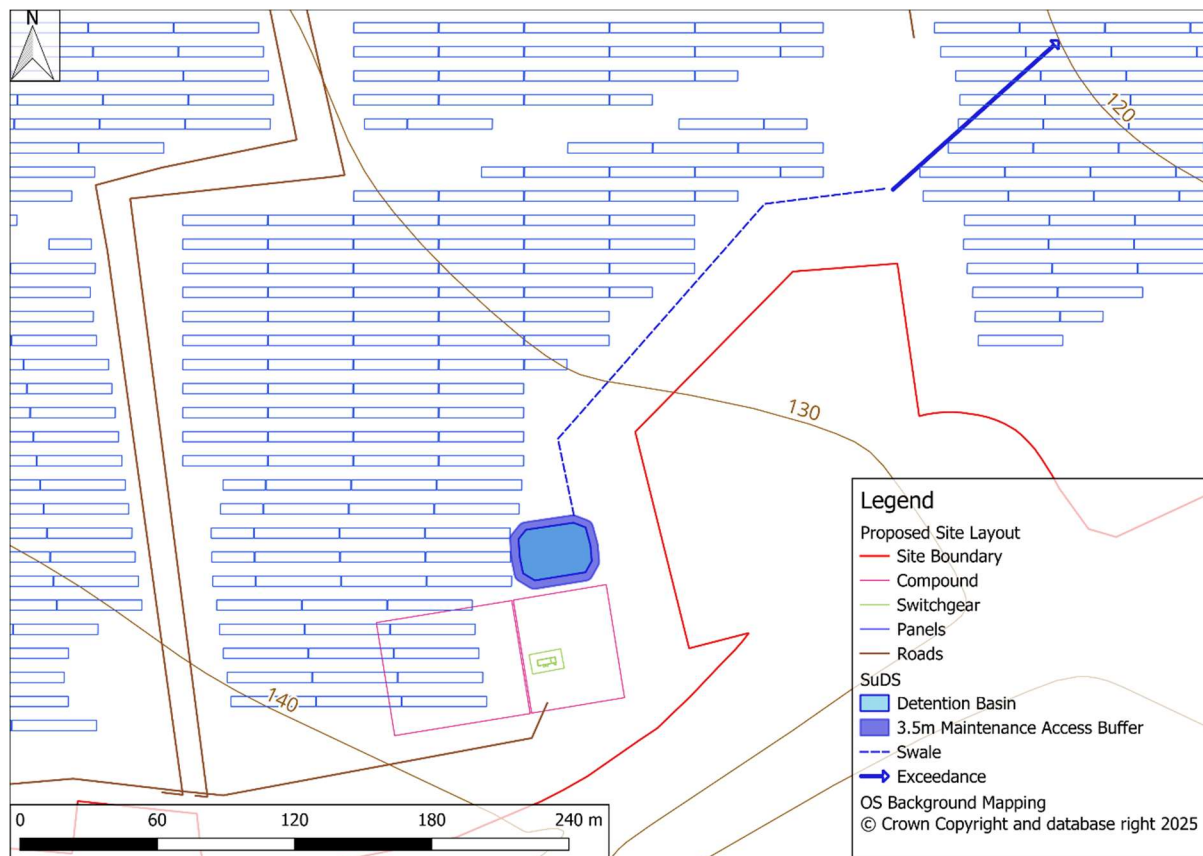 N
120
130
140
Legend
Proposed Site Layout
Site Boundary
Compound
Switchgear
Panels
Roads
SuDS
Detention Basin
3.5m Maintenance Access Buffer
Swale
Exceedance
OS Background Mapping
© Crown Copyright and database right 2025
0 60 120 180 240 m